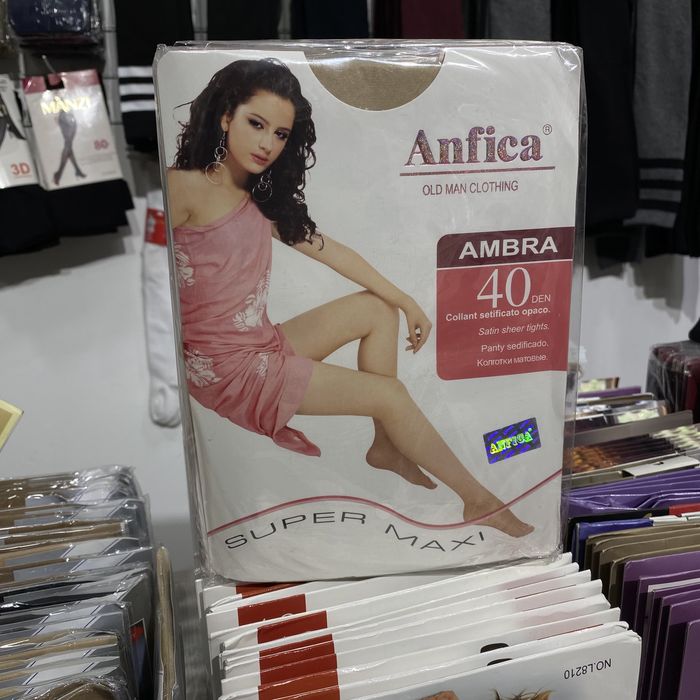 MANZI
80
3D
Anfica®
OLD MAN CLOTHING
AMBRA
40 DEN
Collant setificato opaco.
Satin sheer tights.
Panty sedificado.
Колготки матовые.
ANFICA
SUPER MAXI
NO.L8210